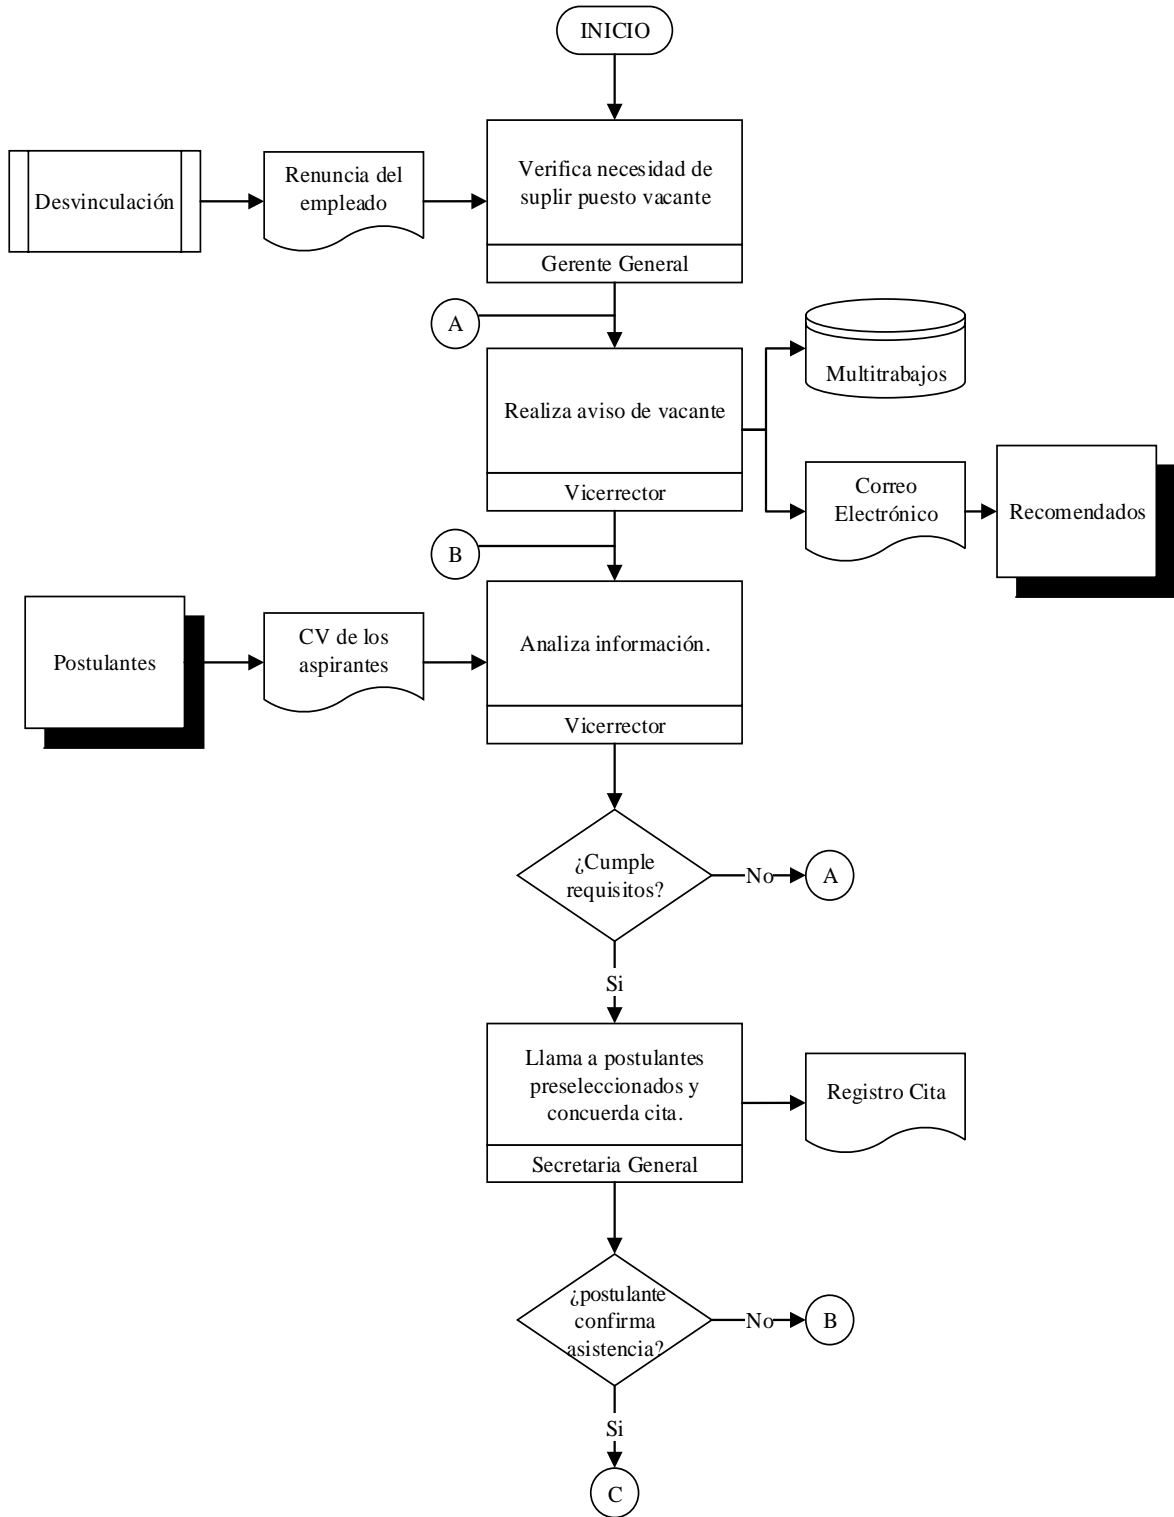 INICIO
Desvinculación
Renuncia del
empleado
Verifica necesidad de
suplir puesto vacante
Gerente General
A
Realiza aviso de vacante
Vicerrector
Multitrabajos
Correo
Electrónico
Recomendados
B
Postulantes
CV de los
aspirantes
Analiza información.
Vicerrector
¿Cumple
requisitos?
No
A
Si
Llama a postulantes
preseleccionados y
concuerda cita.
Secretaria General
Registro Cita
¿postulante
confirma
asistencia?
No
B
Si
C